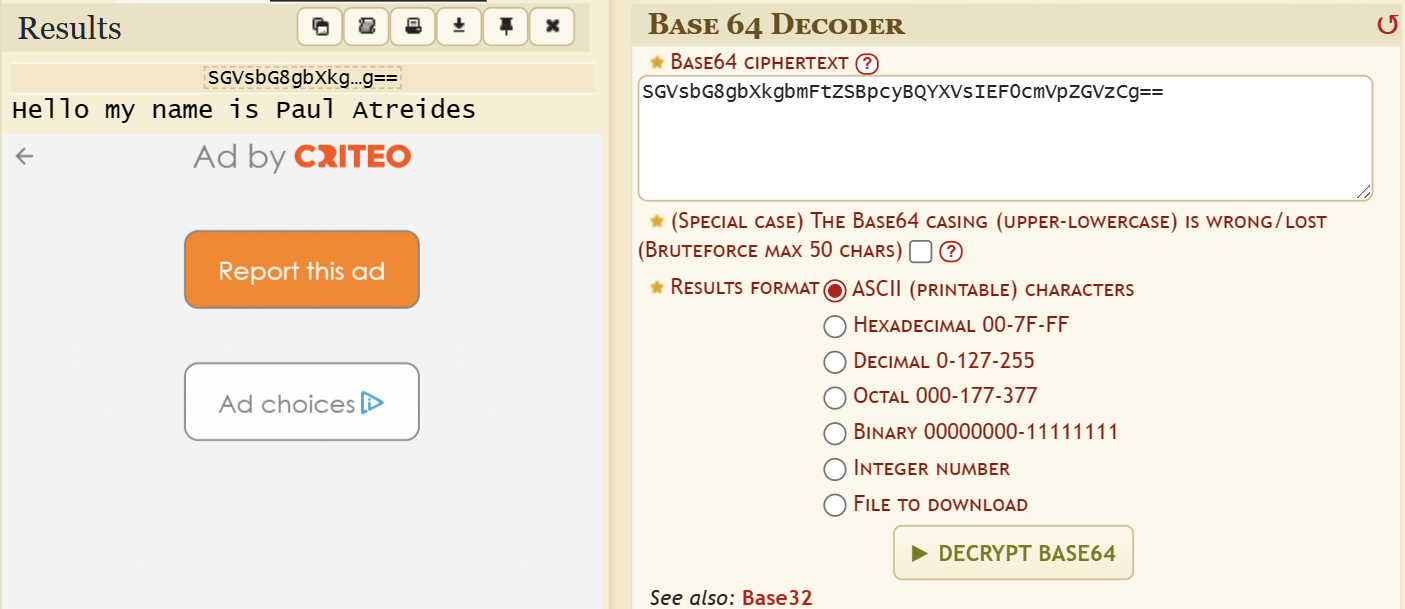 Results
SGVsbG8gbXkg…g==
Hello my name is Paul Atreides
Ad by CRITEO
Report this ad
Ad choices
Base 64 Decoder
Base64 ciphertext ?
SGVsbG8gbXkgbmFtZSBpcyBQYXVsIEF0cmVpZGVzCg==
(Special case) The Base64 casing (upper-lowercase) is wrong/lost
(Bruteforce max 50 chars) ?
Results format ASCII (printable) characters
Hexadecimal 00-7F-FF
Decimal 0-127-255
Octal 000-177-377
Binary 00000000-11111111
Integer number
File to download
▶ DECRYPT BASE64
See also: Base32